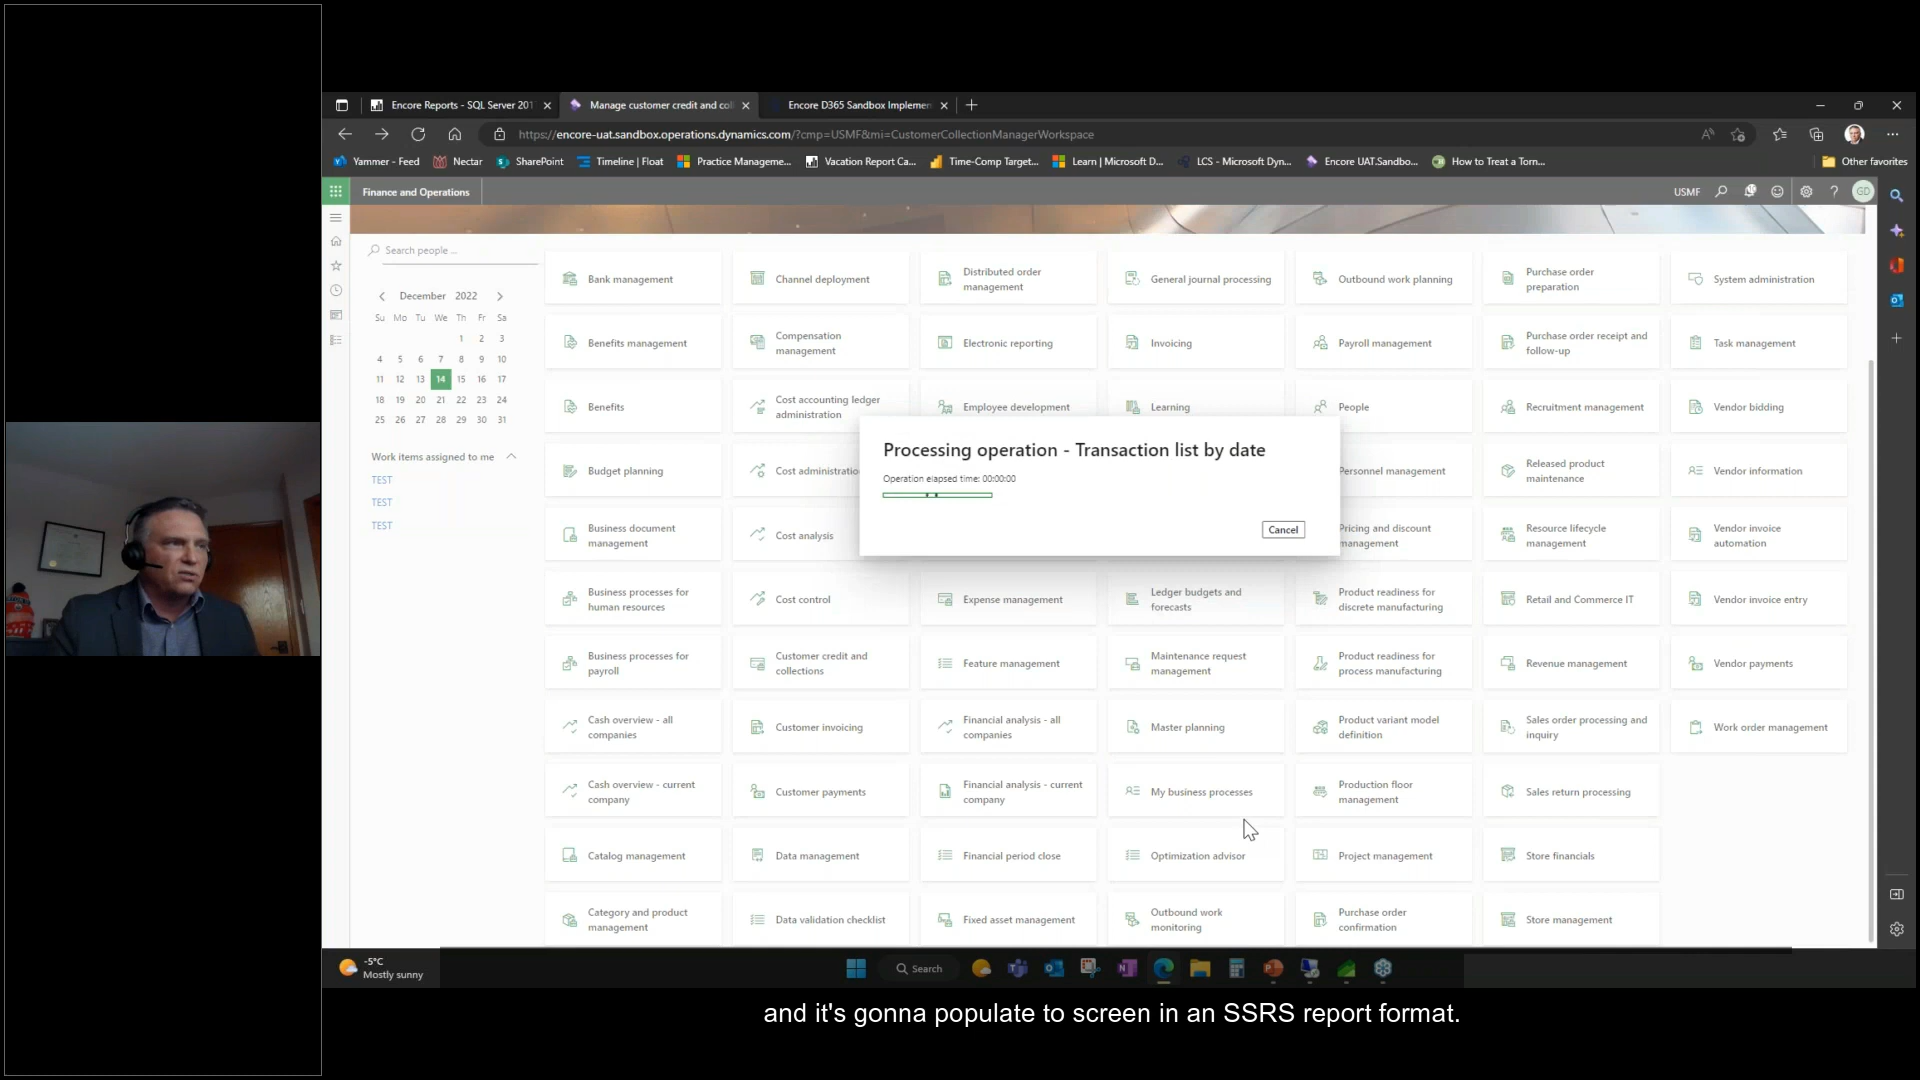 Encore Reports - SQL Server 201
Manage customer credit and coll
Encore D365 Sandbox Implemen
https://encore-uat.sandbox.operations.dynamics.com/?cmp=USMF&mi=CustomerCollectionManagerWorkspace
Yammer - Feed
Nectar
SharePoint
Timeline | Float
Practice Manageme...
Vacation Report Ca...
Time-Comp Target...
Learn | Microsoft D...
LCS - Microsoft Dyn...
Encore UAT.Sandbo...
How to Treat a Torn...
Other favorites
Finance and Operations
USMF
GD
Search people ...
December 2022
Su Mo Tu We Th Fr Sa
1 2 3
4 5 6 7 8 9 10
11 12 13 14 15 16 17
18 19 20 21 22 23 24
25 26 27 28 29 30 31
Work items assigned to me
TEST
TEST
TEST
Bank management
Channel deployment
Distributed order
management
General journal processing
Outbound work planning
Purchase order
preparation
System administration
Benefits management
Compensation
management
Electronic reporting
Invoicing
Payroll management
Purchase order receipt and
follow-up
Task management
Benefits
Cost accounting ledger
administration
Employee development
Learning
People
Recruitment management
Vendor bidding
Budget planning
Cost administratio
Personnel management
Released product
maintenance
Vendor information
Processing operation - Transaction list by date
Operation elapsed time: 00:00:00
Cancel
Business document
management
Cost analysis
Pricing and discount
management
Resource lifecycle
management
Vendor invoice
automation
Business processes for
human resources
Cost control
Expense management
Ledger budgets and
forecasts
Product readiness for
discrete manufacturing
Retail and Commerce IT
Vendor invoice entry
Business processes for
payroll
Customer credit and
collections
Feature management
Maintenance request
management
Product readiness for
process manufacturing
Revenue management
Vendor payments
Cash overview - all
companies
Customer invoicing
Financial analysis - all
companies
Master planning
Product variant model
definition
Sales order processing and
inquiry
Work order management
Cash overview - current
company
Customer payments
Financial analysis - current
company
My business processes
Production floor
management
Sales return processing
Catalog management
Data management
Financial period close
Optimization advisor
Project management
Store financials
Category and product
management
Data validation checklist
Fixed asset management
Outbound work
monitoring
Purchase order
confirmation
Store management
-5°C
Mostly sunny
Search
and it's gonna populate to screen in an SSRS report format.